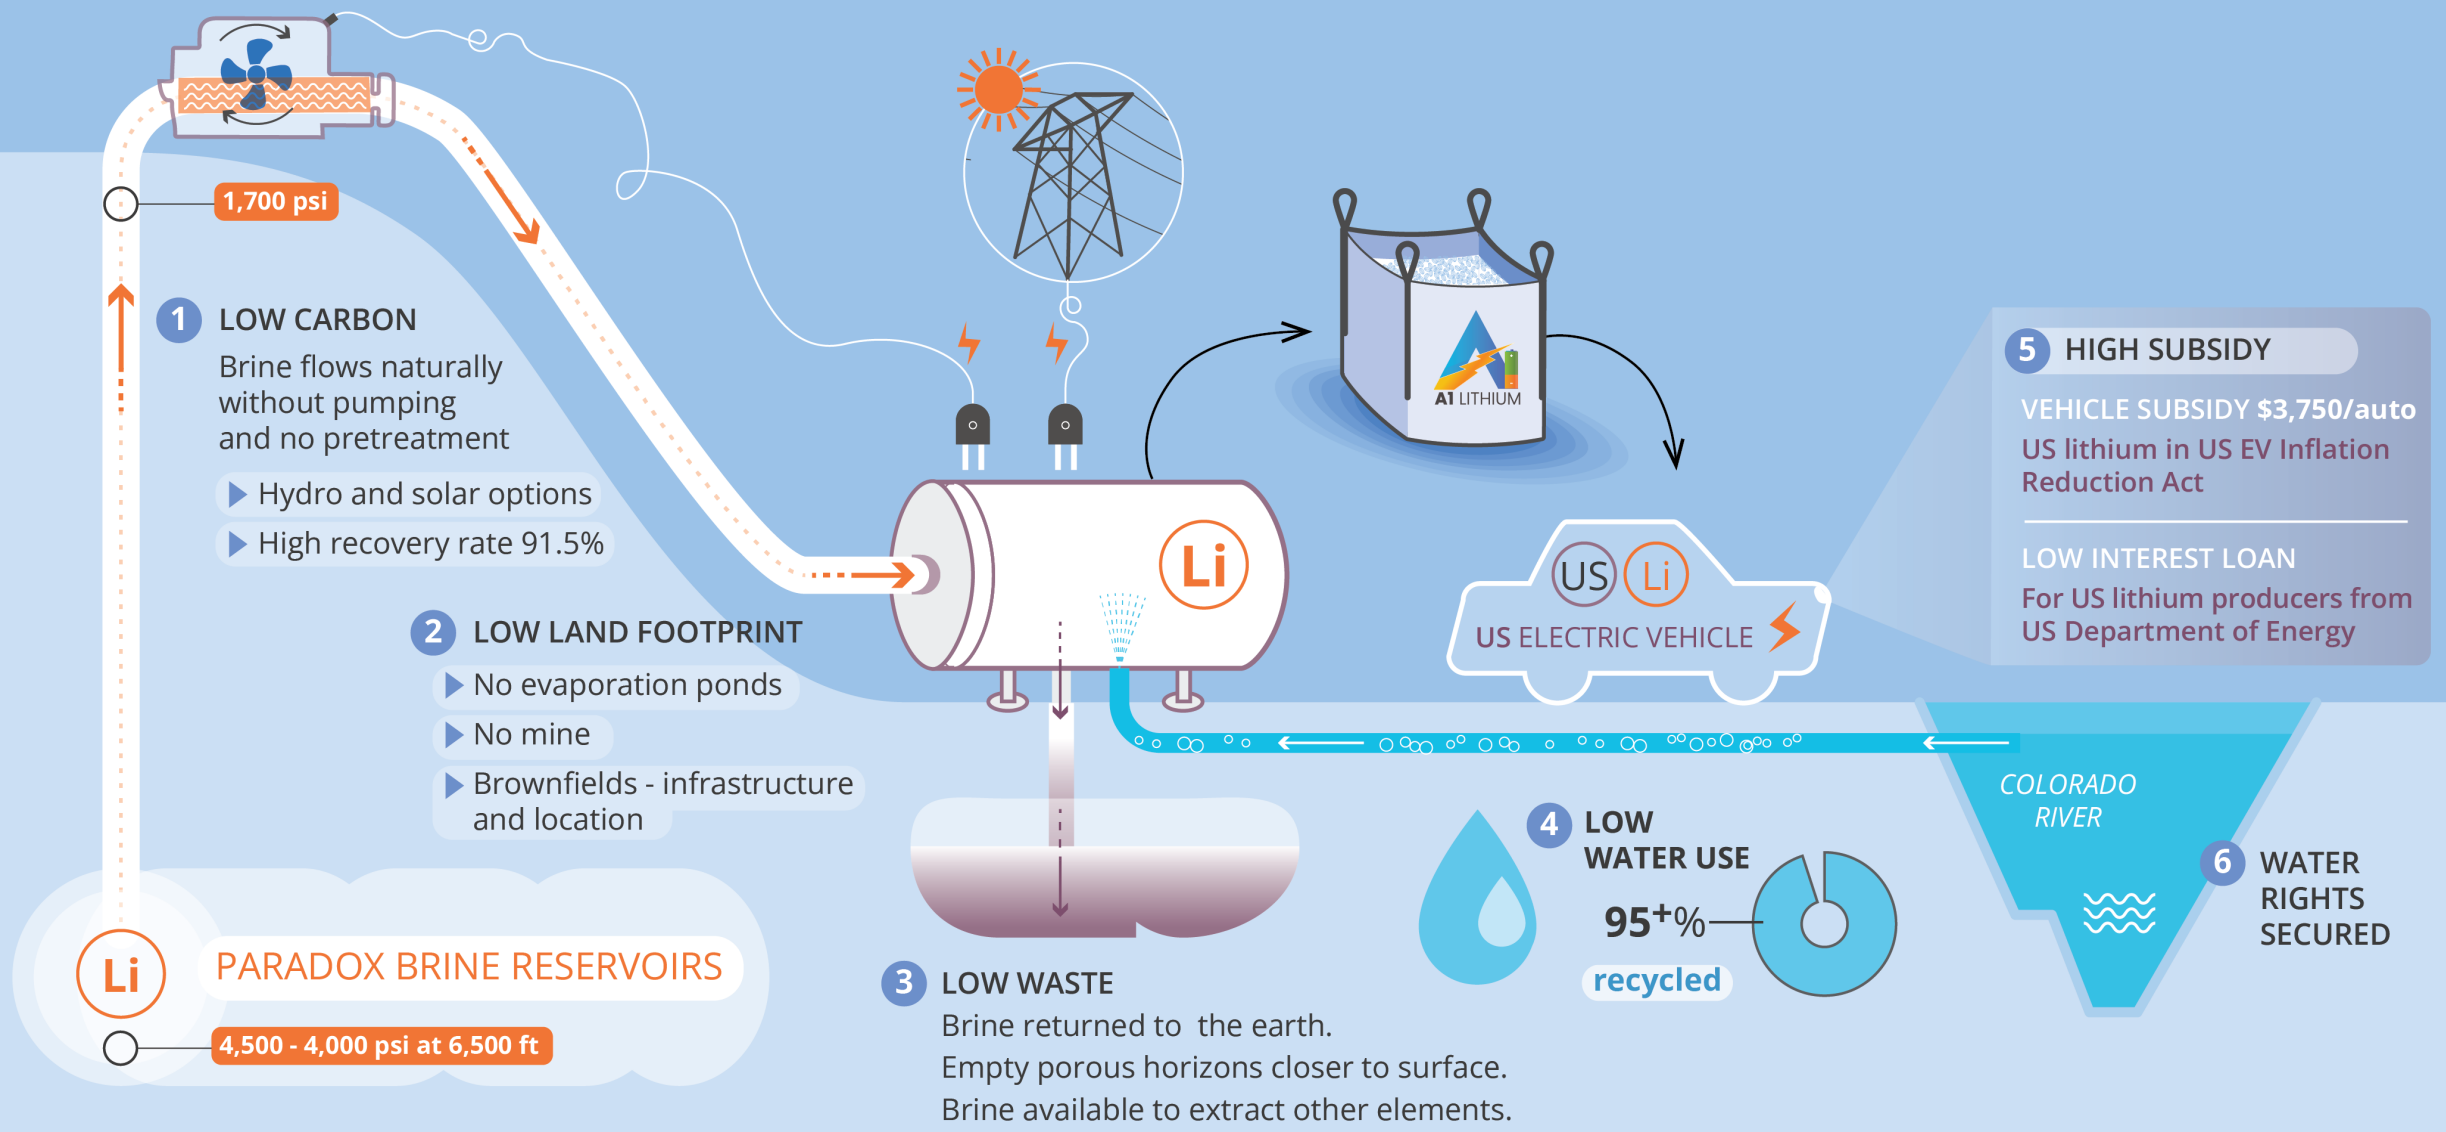 1,700 psi
1 LOW CARBON
Brine flows naturally
without pumping
and no pretreatment
Hydro and solar options
High recovery rate 91.5%
2 LOW LAND FOOTPRINT
No evaporation ponds
No mine
Brownfields - infrastructure
and location
Li
PARADOX BRINE RESERVOIRS
4,500 - 4,000 psi at 6,500 ft
Li
A1 LITHIUM
US Li
US ELECTRIC VEHICLE
5 HIGH SUBSIDY
VEHICLE SUBSIDY $3,750/auto
US lithium in US EV Inflation
Reduction Act
LOW INTEREST LOAN
For US lithium producers from
US Department of Energy
3 LOW WASTE
Brine returned to the earth.
Empty porous horizons closer to surface.
Brine available to extract other elements.
4 LOW
WATER USE
95+%
recycled
COLORADO
RIVER
6 WATER
RIGHTS
SECURED